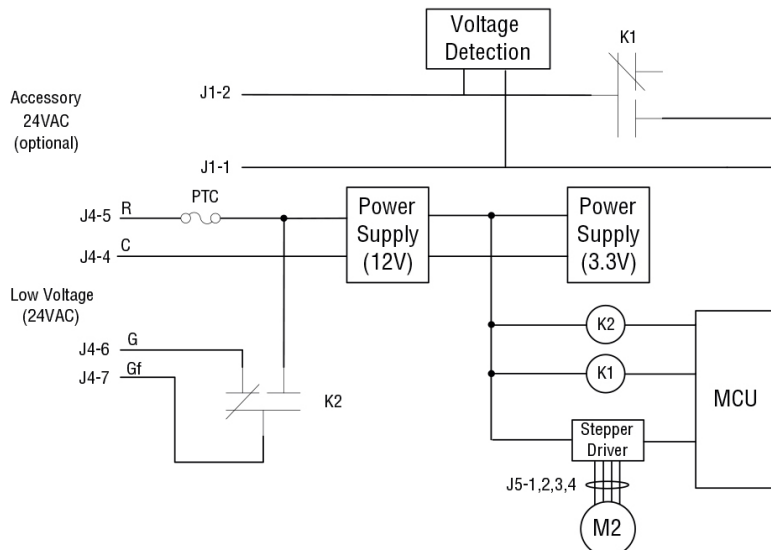 Voltage
Detection
K1
Accessory
24VAC
(optional)
J1-2
J1-1
PTC
J4-5 R
J4-4 C
Power
Supply
(12V)
Power
Supply
(3.3V)
Low Voltage
(24VAC)
J4-6 G
J4-7 Gf
K2
K2
K1
MCU
Stepper
Driver
J5-1,2,3,4
M2